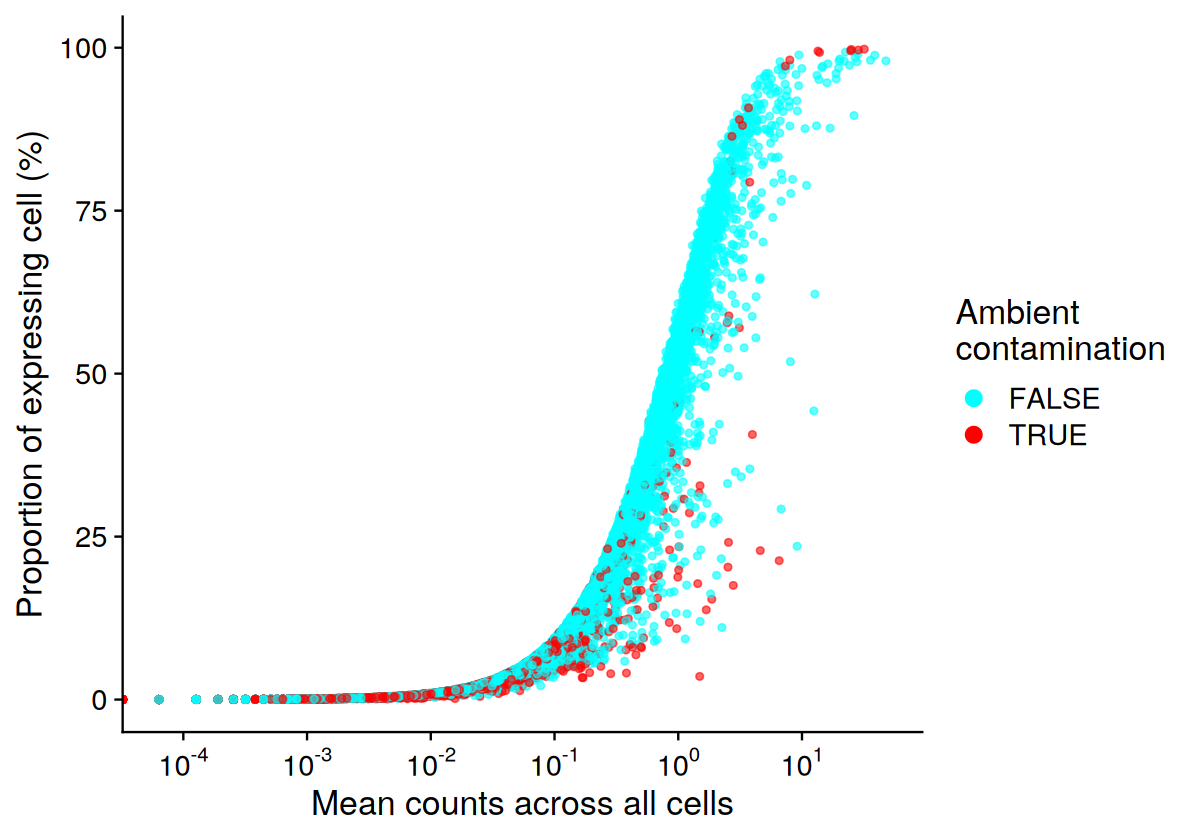 100
75
50
25
0
Proportion of expressing cell (%)
10⁻⁴ 10⁻³ 10⁻² 10⁻¹ 10⁰ 10¹
Mean counts across all cells
Ambient
contamination
FALSE
TRUE